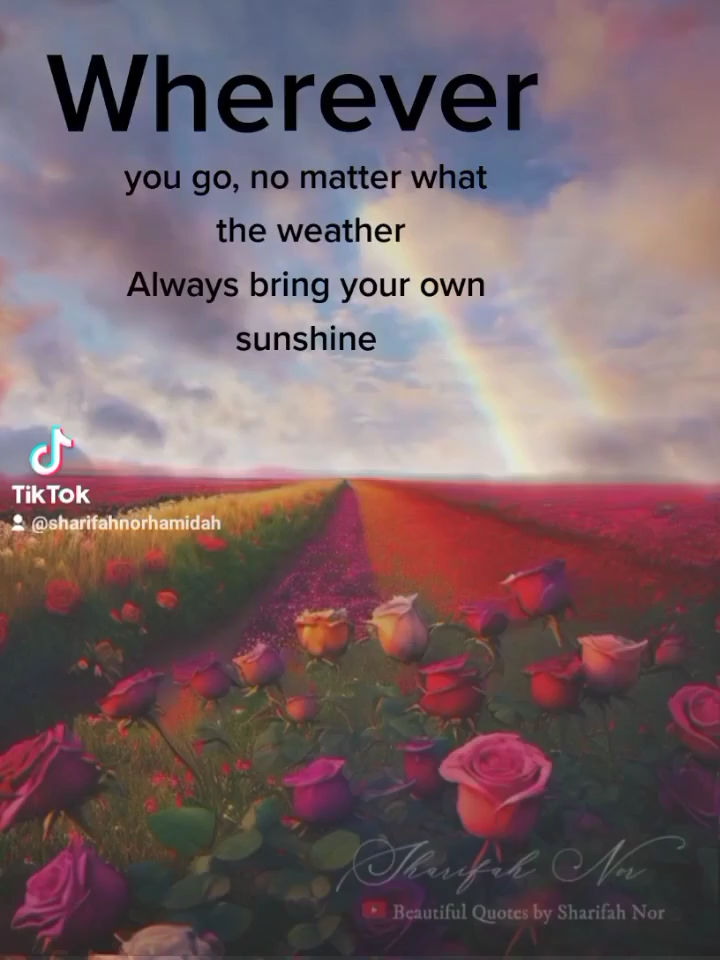 Wherever
you go, no matter what
the weather
Always bring your own
sunshine
TikTok
@sharifahnorhamidah
Sharifah Nor
Beautiful Quotes by Sharifah Nor